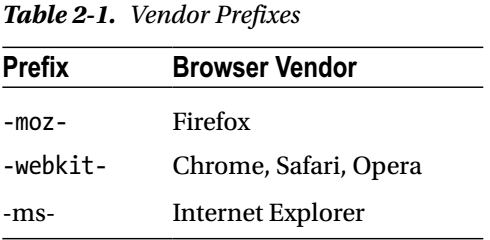 Table 2-1. Vendor Prefixes
Prefix Browser Vendor
-moz- Firefox
-webkit- Chrome, Safari, Opera
-ms- Internet Explorer